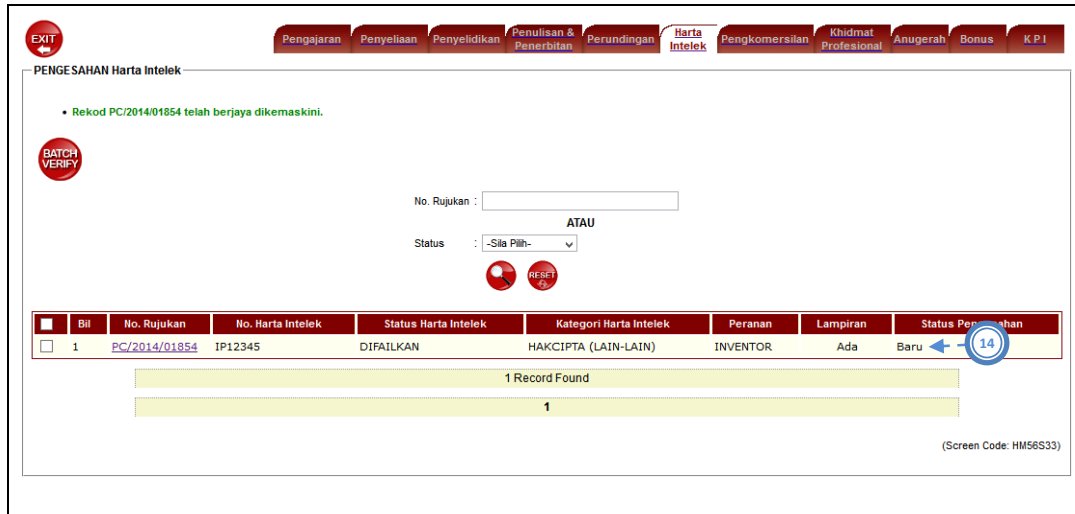 EXIT
Pengajaran Penyeliaan Penyelidikan Penulisan & Penerbitan Perundingan Harta Intelek Pengkomersilan Khidmat Profesional Anugerah Bonus K P I
PENGESAHAN Harta Intelek
• Rekod PC/2014/01854 telah berjaya dikemaskini.
BATCH
VERIFY
No. Rujukan :
ATAU
Status : -Sila Pilih-
RESET
Bil No. Rujukan No. Harta Intelek Status Harta Intelek Kategori Harta Intelek Peranan Lampiran Status
1 PC/2014/01854 IP12345 DIFAILKAN HAKCIPTA (LAIN-LAIN) INVENTOR Ada Baru 14
1 Record Found
1
(Screen Code: HM56S33)